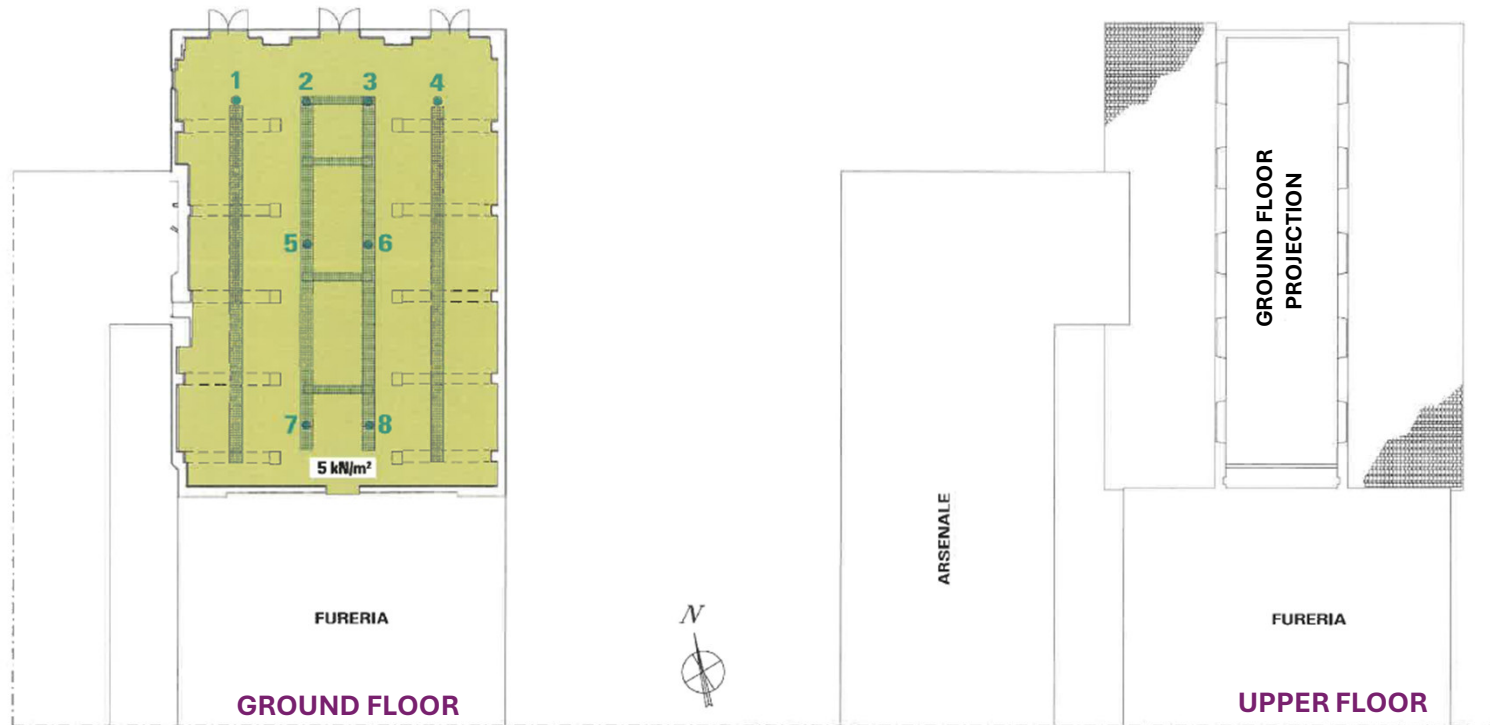 1 2 3 4
5 6
7 8
5 kN/m²
FURERIA
GROUND FLOOR
N
GROUND FLOOR
PROJECTION
ARSENALE
FURERIA
UPPER FLOOR